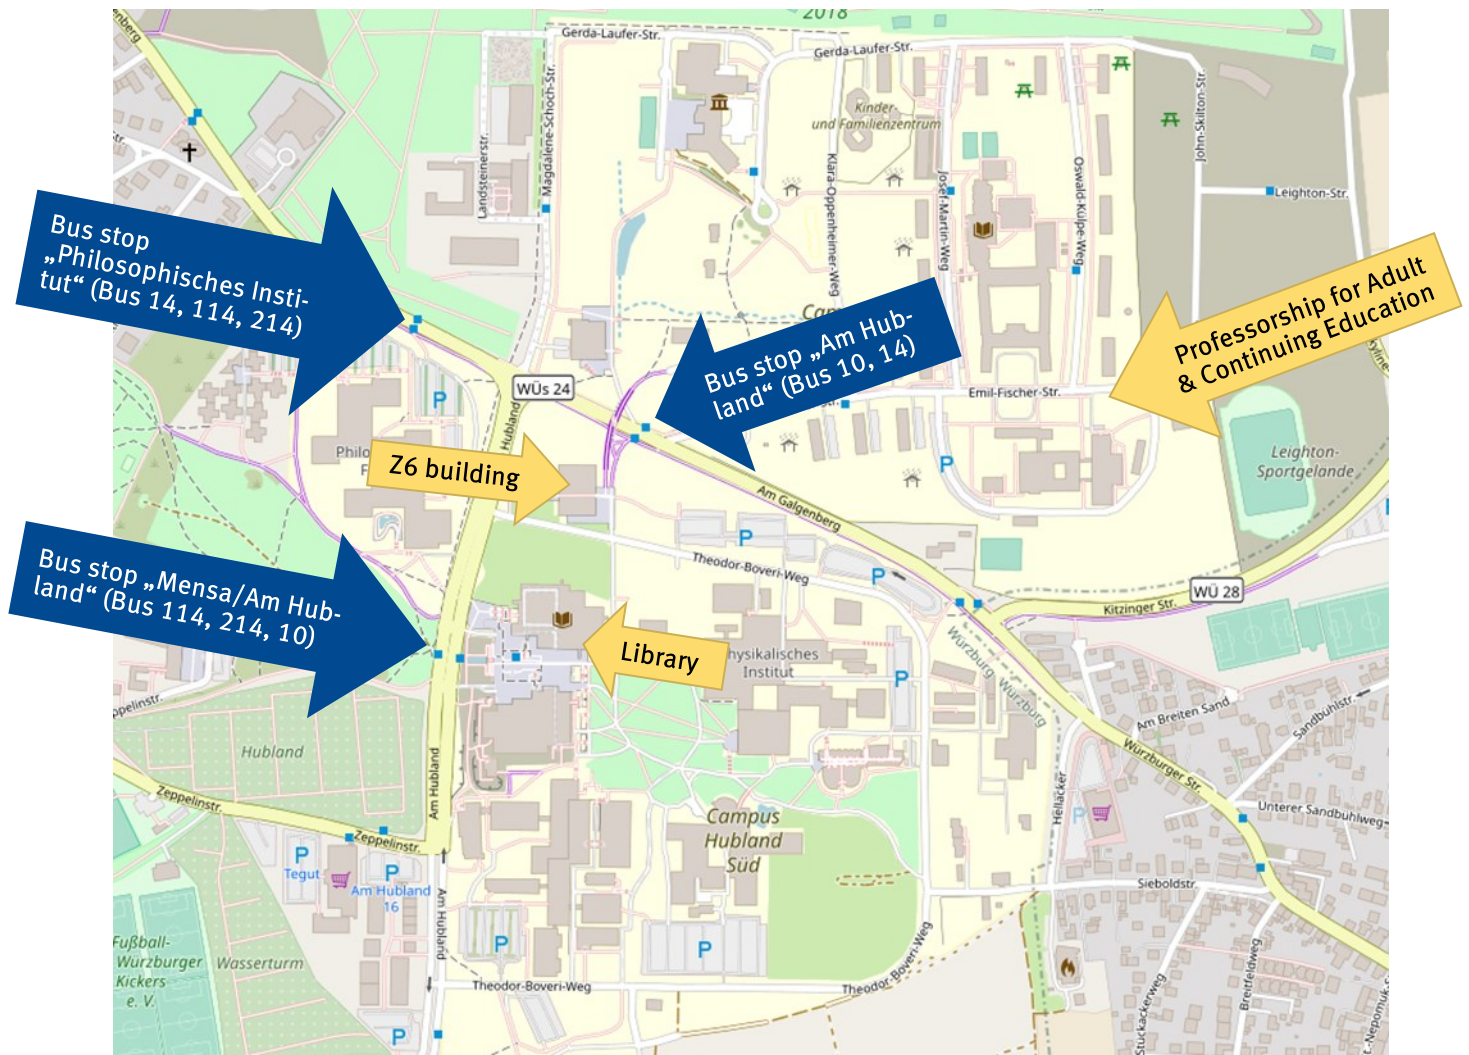 2018
Gerda-Laufer-Str.
Gerda-Laufer-Str.
Kinder-
und Familienzentrum
Landsteinerstr.
Magdalene-Schoch-Str.
Klara-Oppenheimer-Weg
Josef-Martin-Weg
Oswald-Külpe-Weg
John-Skilton-Str.
Leighton-Str.
Bus stop
„Philosophisches Insti-
tut“ (Bus 14, 114, 214)
Bus stop „Am Hub-
land“ (Bus 10, 14)
Professorship for Adult
& Continuing Education
WÜs 24
P
Emil-Fischer-Str.
Leighton-
Sportgelände
Hubland
Z6 building
P
Am Galgenberg
P
Theodor-Boveri-Weg
P
WÜ 28
Kitzinger Str.
Bus stop „Mensa/Am Hub-
land“ (Bus 114, 214, 10)
Library
hysikalisches
Institut
P
Würzburg
Würzburg
Am Breiten Sand
Sandbühlstr.
Hubland
Am Hubland
Zeppelinstr.
Zeppelinstr.
Würzburger Str.
Unterer Sandbühlweg
Hellacker
P
Campus
Hubland
Süd
P
Tegut
P
Am Hubland
16
Am Hubland
Sieboldstr.
Fußball-
Würzburger
Kickers
e. V.
Wasserturm
P
P
Theodor-Boveri-Weg
Theodor-Boveri-Weg
Theodor-Boveri-Weg
Stuckackerweg
Breitfeldweg
P